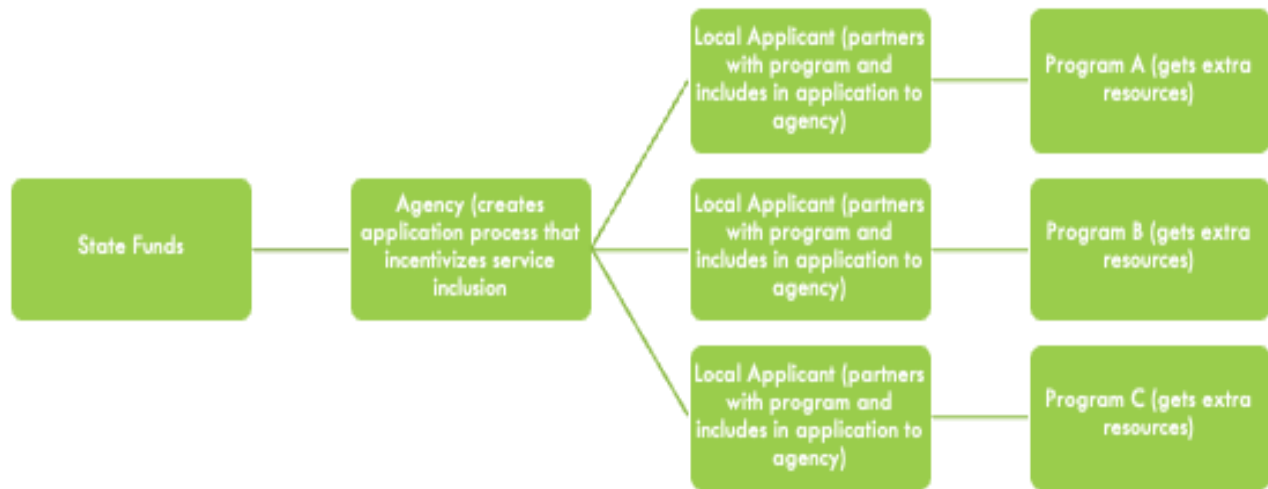 State Funds
Agency (creates
application process that
incentivizes service
inclusion
Local Applicant (partners
with program and
includes in application to
agency)
Program A (gets extra
resources)
Local Applicant (partners
with program and
includes in application to
agency)
Program B (gets extra
resources)
Local Applicant (partners
with program and
includes in application to
agency)
Program C (gets extra
resources)